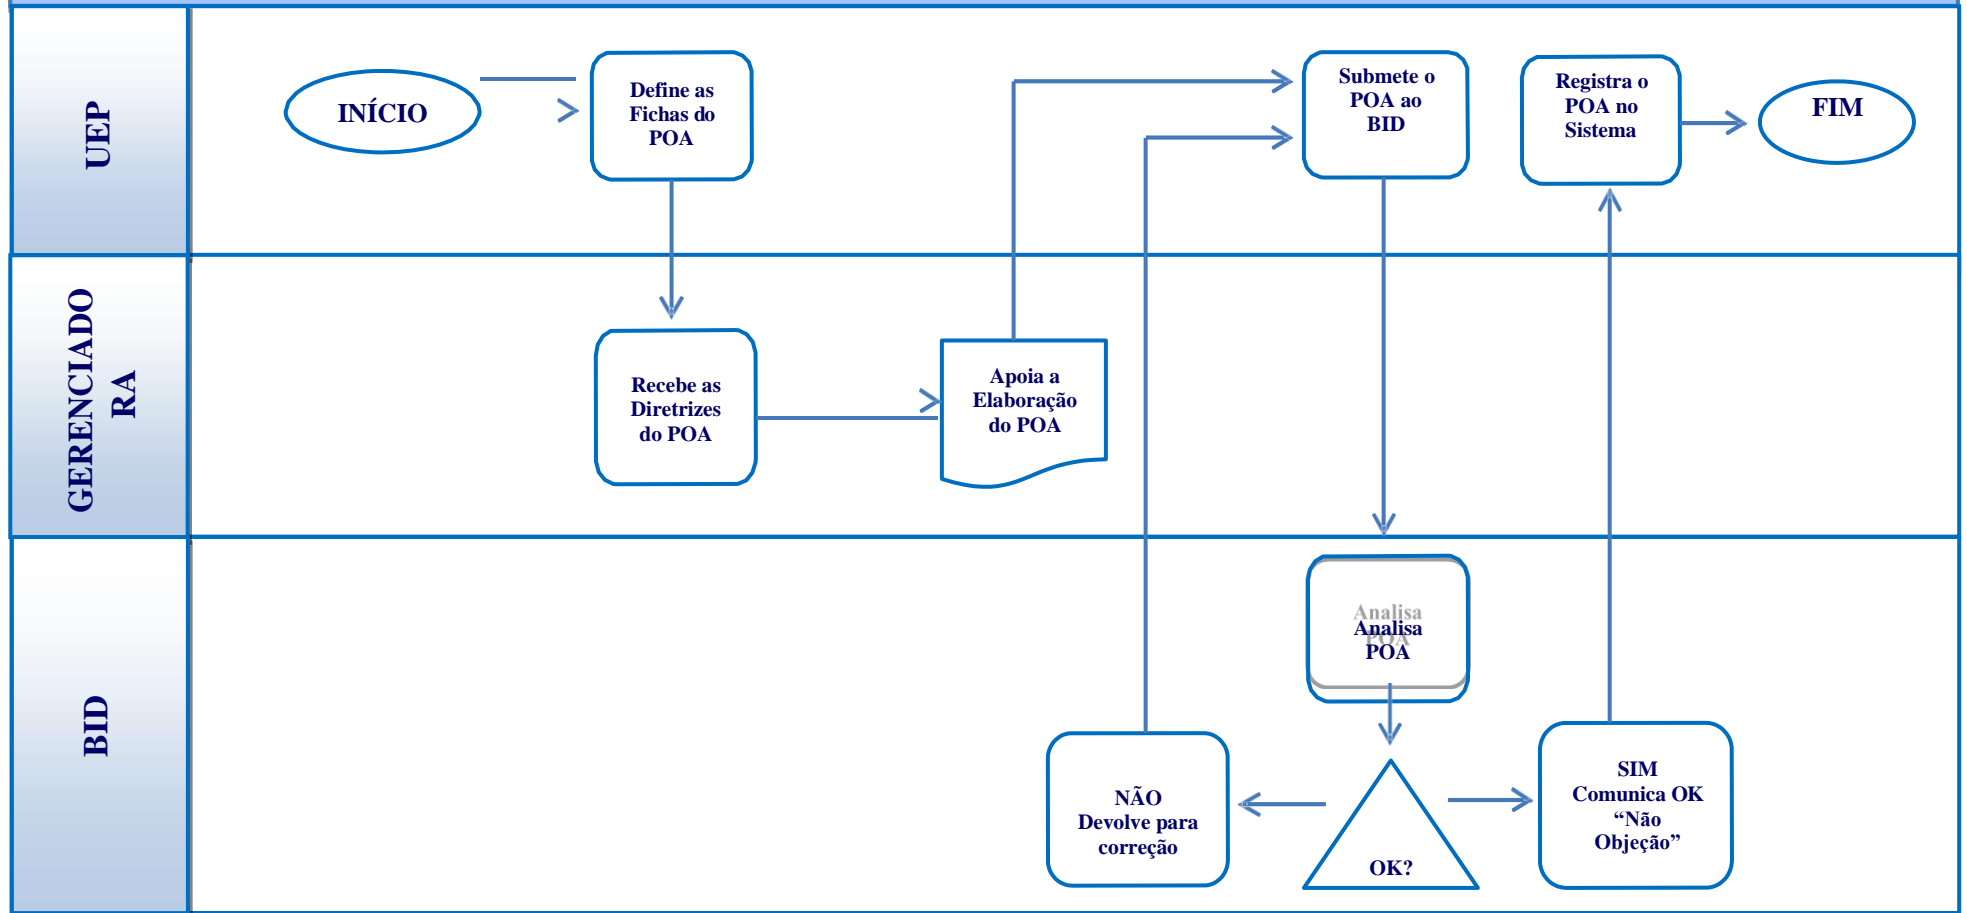 UEP
INÍCIO
Define as
Fichas do
POA
Submete o
POA ao
BID
Registra o
POA no
Sistema
FIM
GERENCIADO
RA
Recebe as
Diretrizes
do POA
Apoia a
Elaboração
do POA
BID
Analisa
POA
Analisa
POA
NÃO
Devolve para
correção
OK?
SIM
Comunica OK
“Não
Objeção”